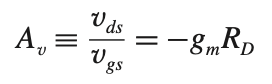 A_v ≡ v_ds / v_gs = −g_m R_D